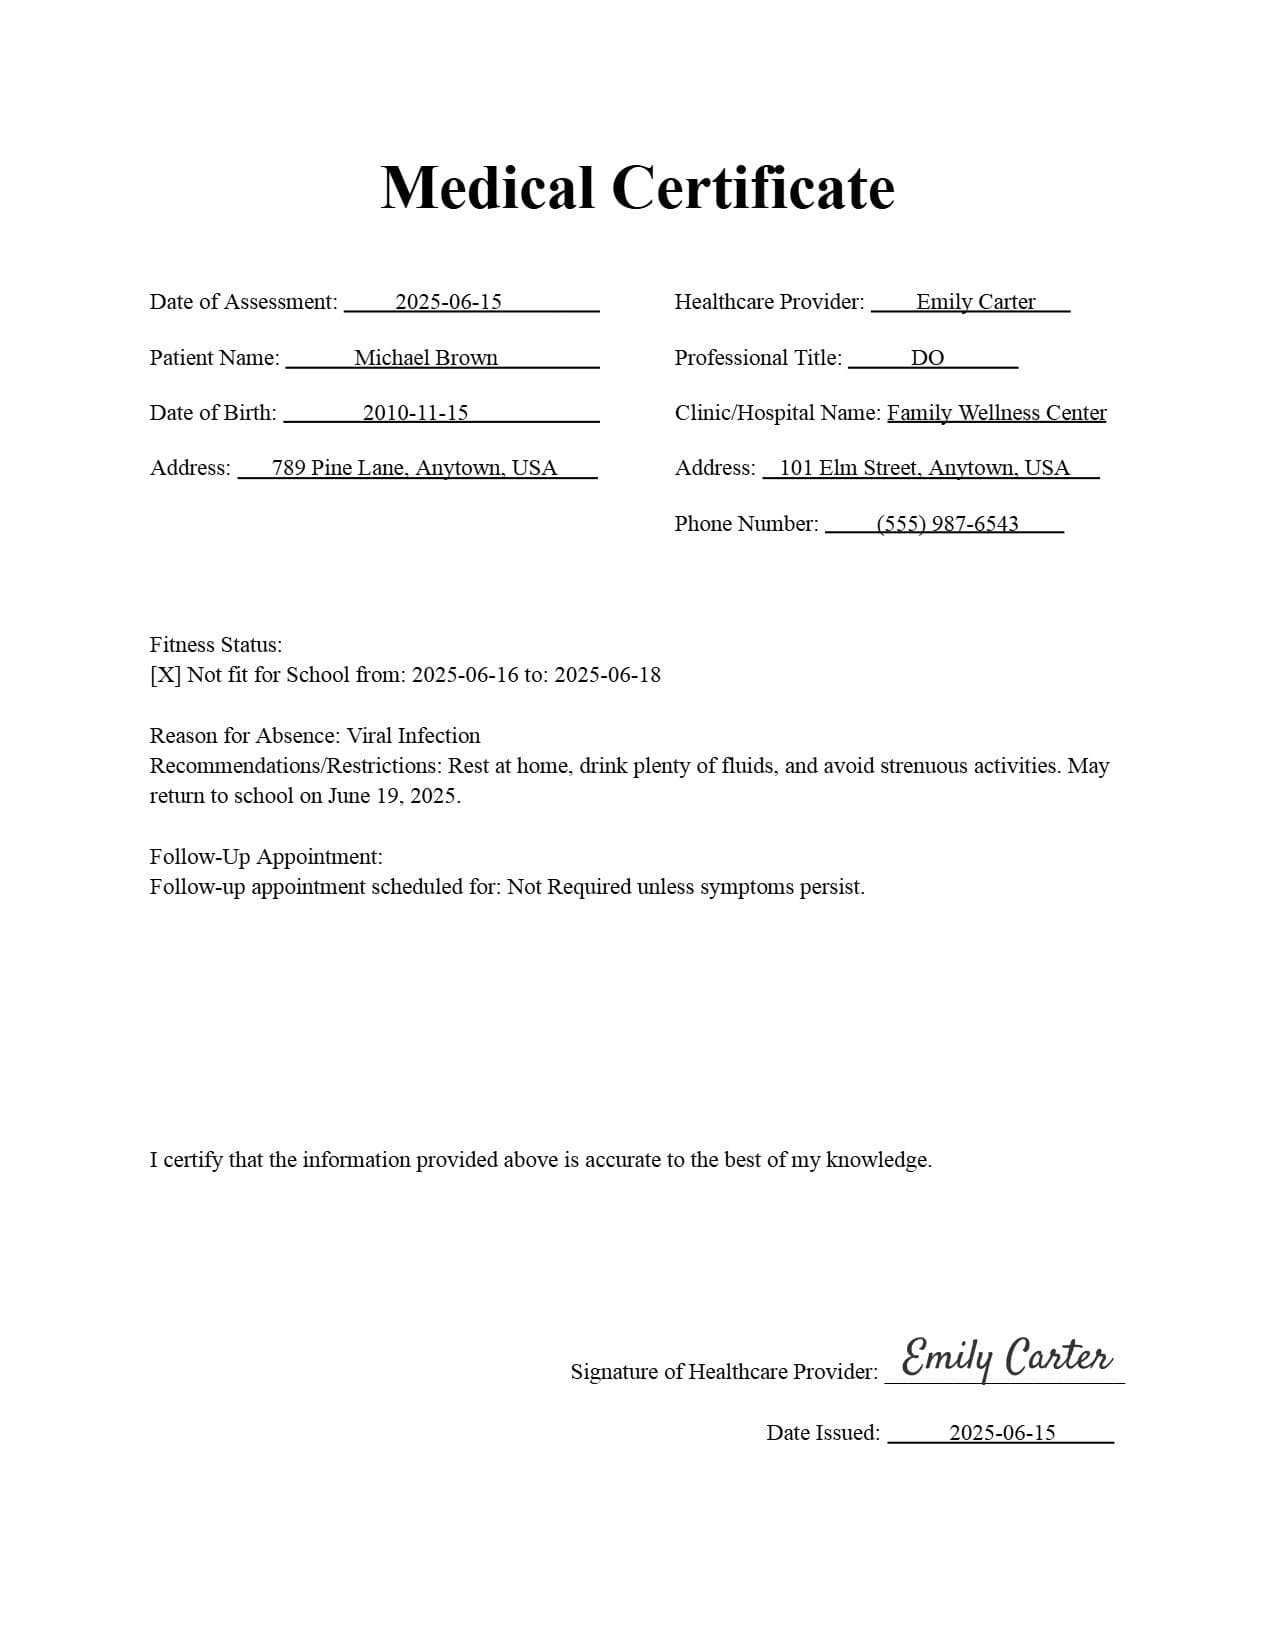 Medical Certificate
Date of Assessment: 2025-06-15
Patient Name: Michael Brown
Date of Birth: 2010-11-15
Address: 789 Pine Lane, Anytown, USA
Healthcare Provider: Emily Carter
Professional Title: DO
Clinic/Hospital Name: Family Wellness Center
Address: 101 Elm Street, Anytown, USA
Phone Number: (555) 987-6543
Fitness Status:
[X] Not fit for School from: 2025-06-16 to: 2025-06-18
Reason for Absence: Viral Infection
Recommendations/Restrictions: Rest at home, drink plenty of fluids, and avoid strenuous activities. May
return to school on June 19, 2025.
Follow-Up Appointment:
Follow-up appointment scheduled for: Not Required unless symptoms persist.
I certify that the information provided above is accurate to the best of my knowledge.
Signature of Healthcare Provider: Emily Carter
Date Issued: 2025-06-15